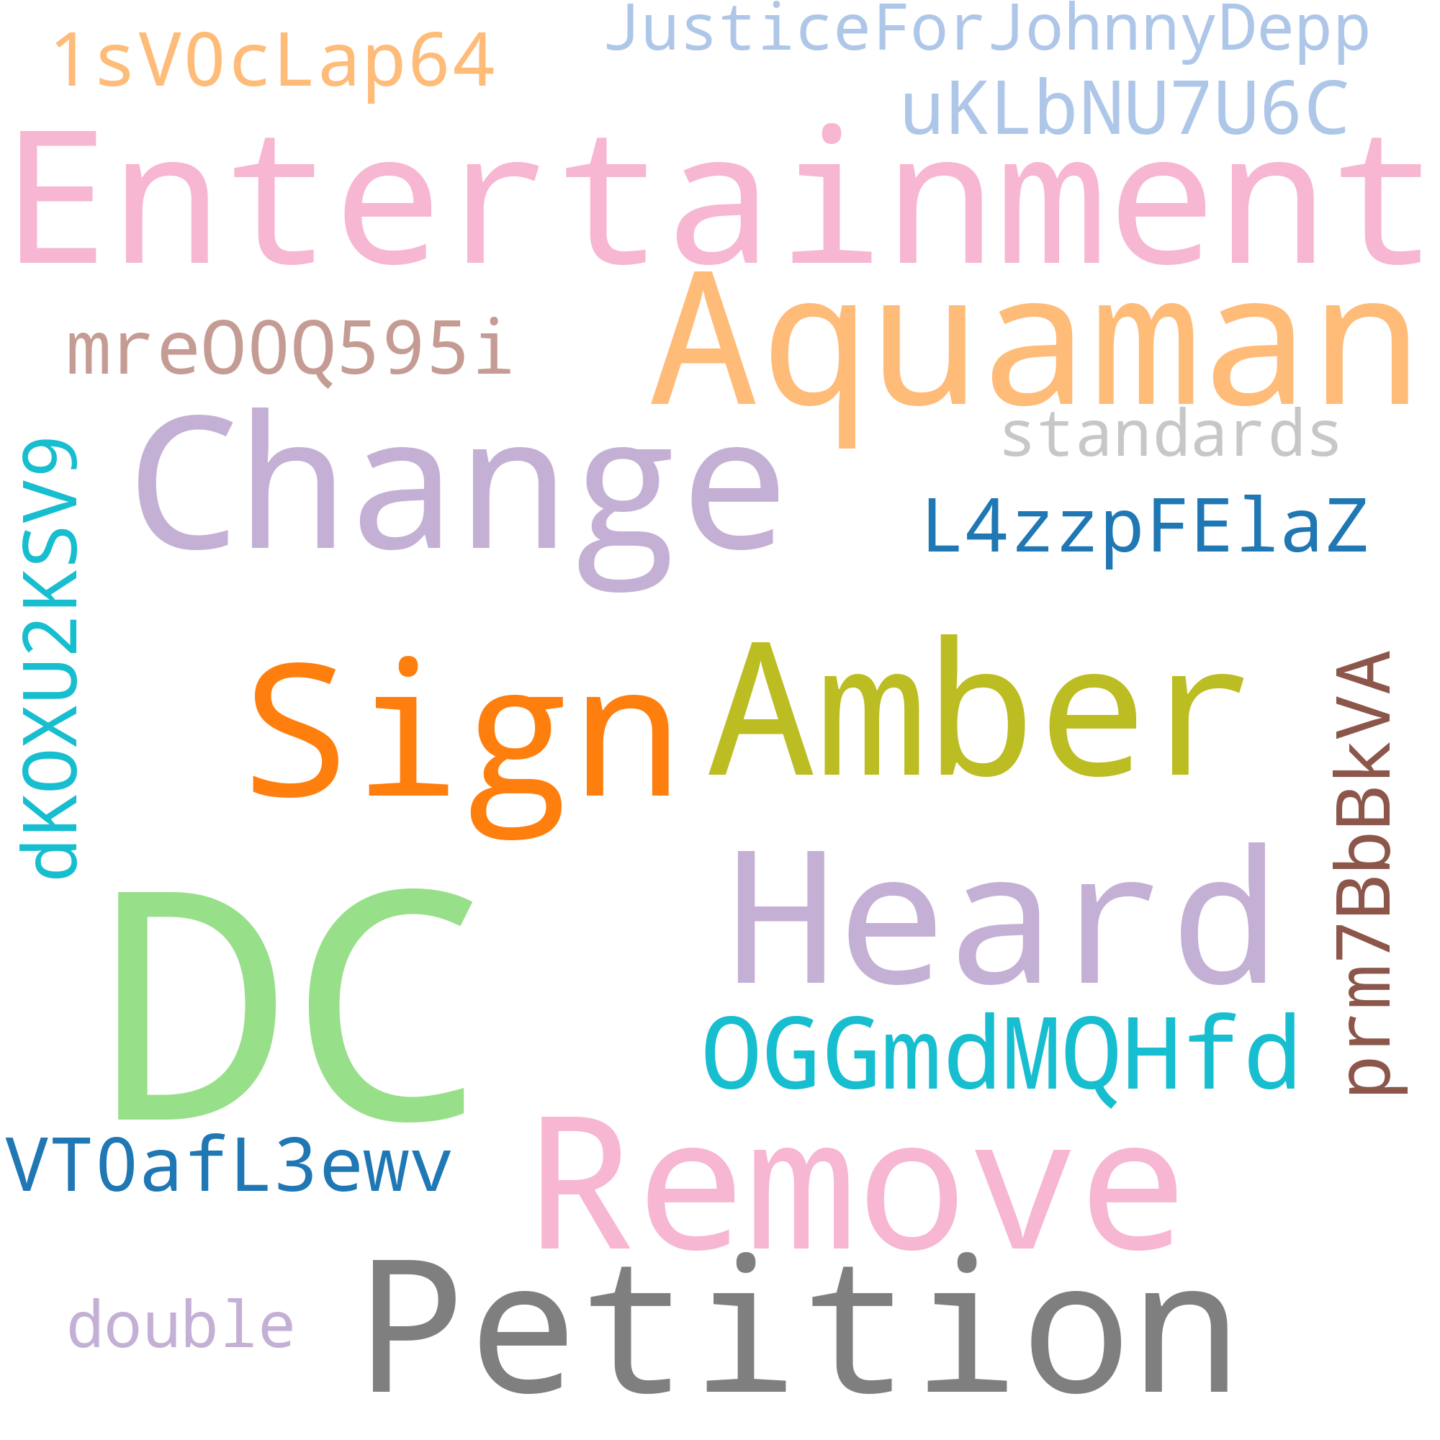 JusticeForJohnnyDepp
1sV0cLap64
uKLbNU7U6C
Entertainment
Aquaman
mreO0Q595i
Change
standards
dKOXU2KSV9
L4zzpFElaZ
Sign
Amber
prm7BbBkVA
Heard
DC
OGGmdMQHfd
VT0afL3ewv
Remove
double
Petition